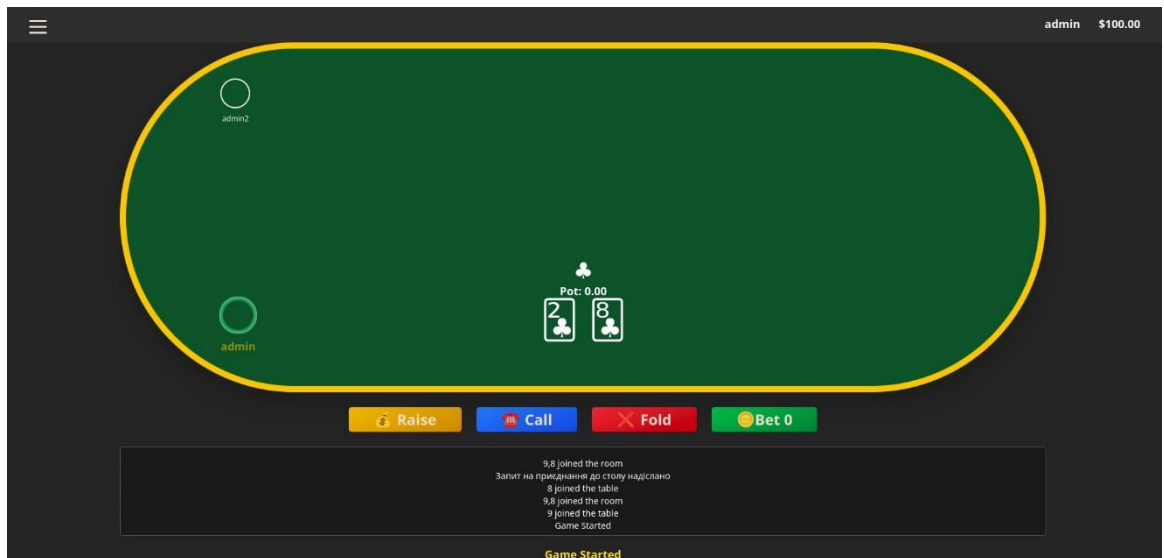 admin $100.00
admin2
Pot: 0.00
2 8
admin
Raise Call Fold Bet 0
9,8 joined the room
Запит на приєднання до столу надіслано
8 joined the table
9,8 joined the room
9 joined the table
Game Started
Game Started